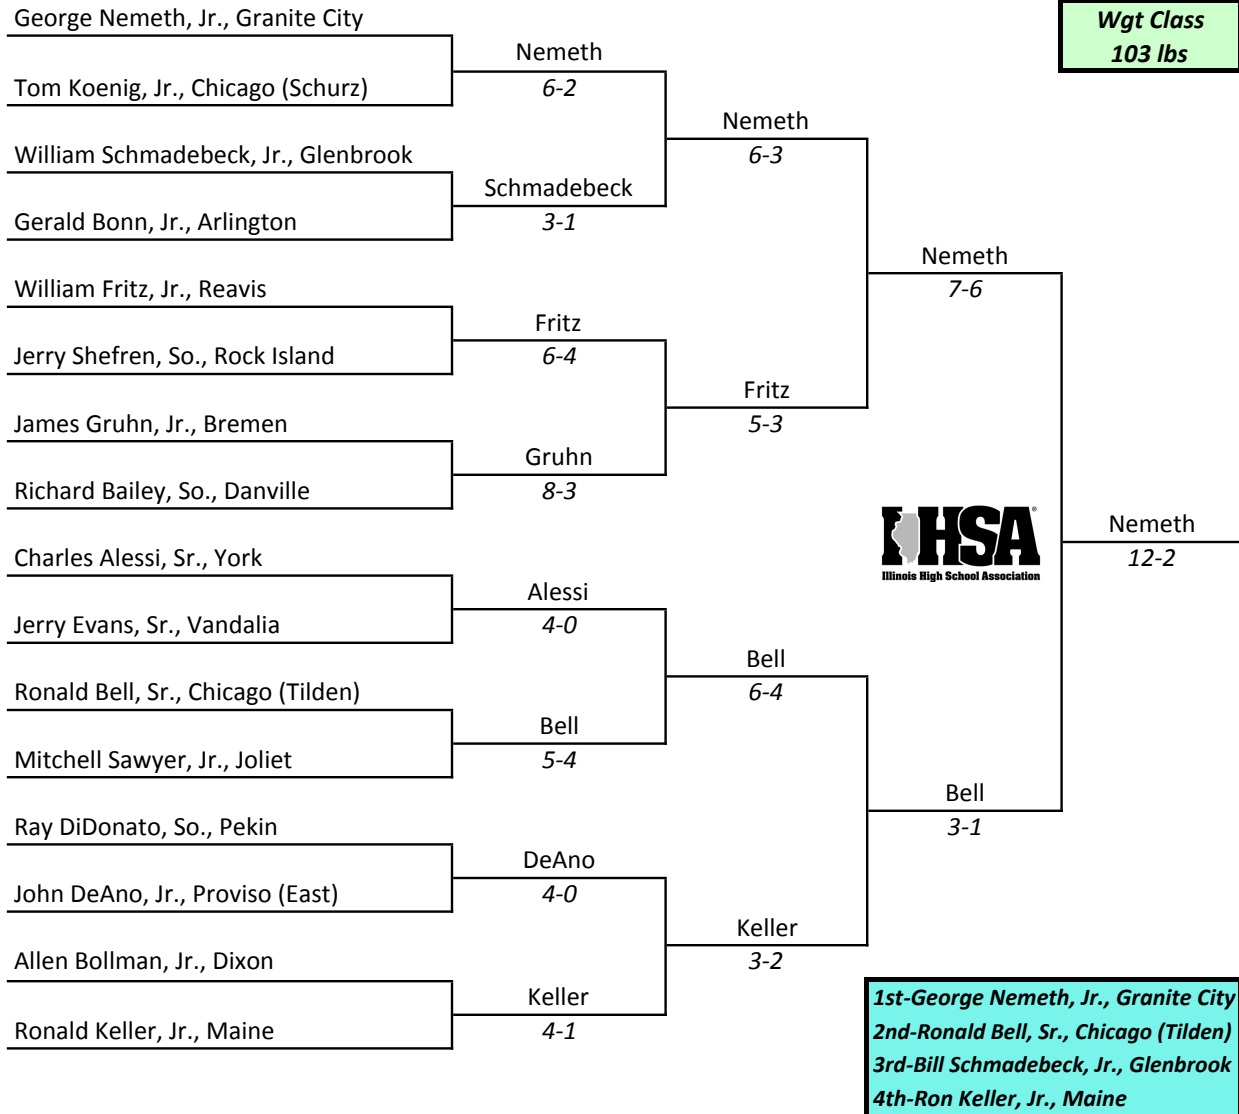 George Nemeth, Jr., Granite City
Wgt Class
103 lbs
Nemeth
6-2
Tom Koenig, Jr., Chicago (Schurz)
Nemeth
6-3
William Schmadebeck, Jr., Glenbrook
Schmadebeck
3-1
Gerald Bonn, Jr., Arlington
Nemeth
7-6
William Fritz, Jr., Reavis
Fritz
6-4
Jerry Shefren, So., Rock Island
Fritz
5-3
James Gruhn, Jr., Bremen
Gruhn
8-3
Richard Bailey, So., Danville
IHSA®
Illinois High School Association
Nemeth
12-2
Charles Alessi, Sr., York
Alessi
4-0
Jerry Evans, Sr., Vandalia
Bell
6-4
Ronald Bell, Sr., Chicago (Tilden)
Bell
5-4
Mitchell Sawyer, Jr., Joliet
Bell
3-1
Ray DiDonato, So., Pekin
DeAno
4-0
John DeAno, Jr., Proviso (East)
Keller
3-2
Allen Bollman, Jr., Dixon
Keller
4-1
Ronald Keller, Jr., Maine
1st-George Nemeth, Jr., Granite City
2nd-Ronald Bell, Sr., Chicago (Tilden)
3rd-Bill Schmadebeck, Jr., Glenbrook
4th-Ron Keller, Jr., Maine